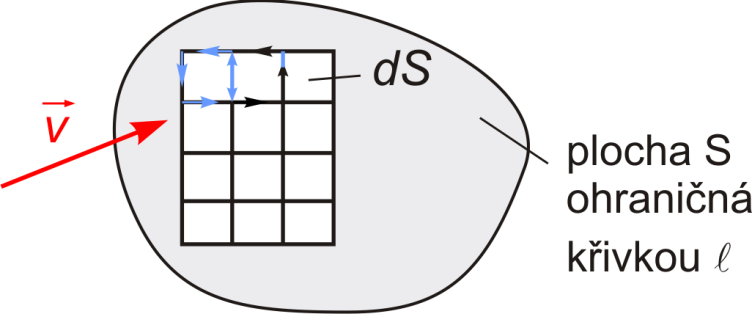 dS
v
plocha S
ohraničná
křivkou ℓ